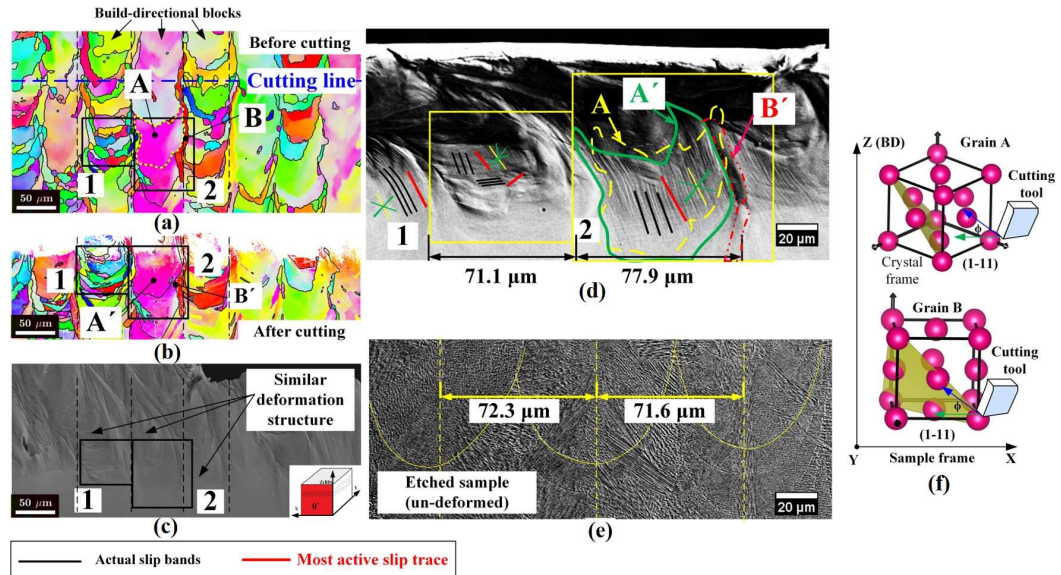 Build-directional blocks
Before cutting
Cutting line
A
B
1
2
50 μm
(a)
1
2
A´
B´
After cutting
50 μm
(b)
Similar
deformation
structure
1
2
50 μm
(c)
0°
Actual slip bands
Most active slip trace
A
A´
B´
1
2
20 μm
71.1 μm
77.9 μm
(d)
72.3 μm
71.6 μm
Etched sample
(un-deformed)
20 μm
(e)
Z (BD)
Grain A
Cutting
tool
ϕ
(1-11)
Crystal
frame
Grain B
Cutting
tool
ϕ
(1-11)
Y
Sample frame
X
(f)